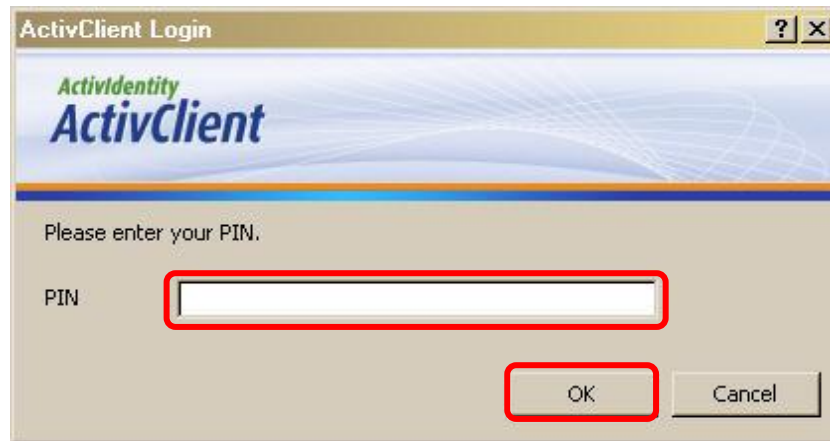 ActivClient Login
ActivIdentity
ActivClient
Please enter your PIN.
PIN
OK Cancel